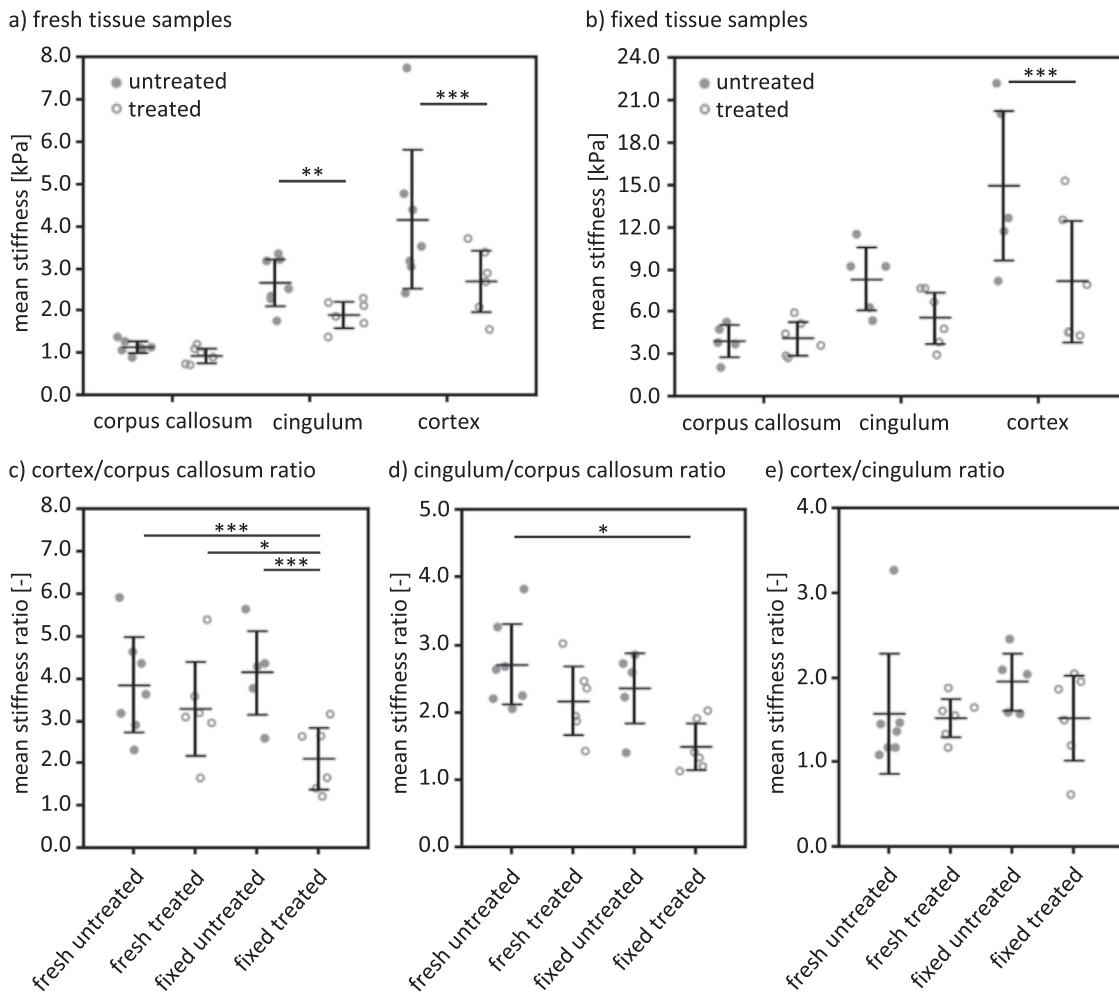 a) fresh tissue samples
b) fixed tissue samples
mean stiffness [kPa]
8.0
7.0
6.0
5.0
4.0
3.0
2.0
1.0
0.0
untreated
treated
**
***
corpus callosum
cingulum
cortex
mean stiffness [kPa]
24.0
21.0
18.0
15.0
12.0
9.0
6.0
3.0
0.0
untreated
treated
***
corpus callosum
cingulum
cortex
c) cortex/corpus callosum ratio
d) cingulum/corpus callosum ratio
e) cortex/cingulum ratio
mean stiffness ratio [-]
8.0
7.0
6.0
5.0
4.0
3.0
2.0
1.0
0.0
***
*
***
fresh untreated
fresh treated
fixed untreated
fixed treated
mean stiffness ratio [-]
5.0
4.0
3.0
2.0
1.0
0.0
*
fresh untreated
fresh treated
fixed untreated
fixed treated
mean stiffness ratio [-]
4.0
3.0
2.0
1.0
0.0
fresh untreated
fresh treated
fixed untreated
fixed treated